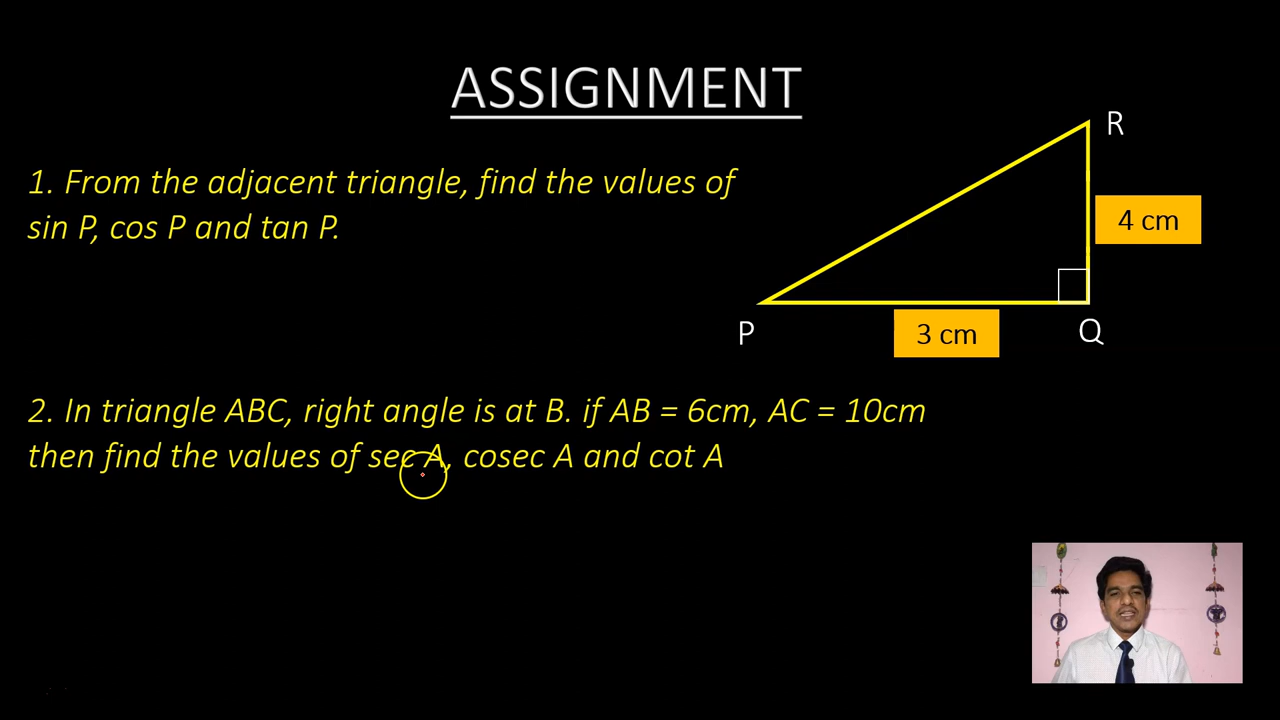 ASSIGNMENT
1. From the adjacent triangle, find the values of
sin P, cos P and tan P.
R
4 cm
P
3 cm
Q
2. In triangle ABC, right angle is at B. if AB = 6cm, AC = 10cm
then find the values of sec A, cosec A and cot A